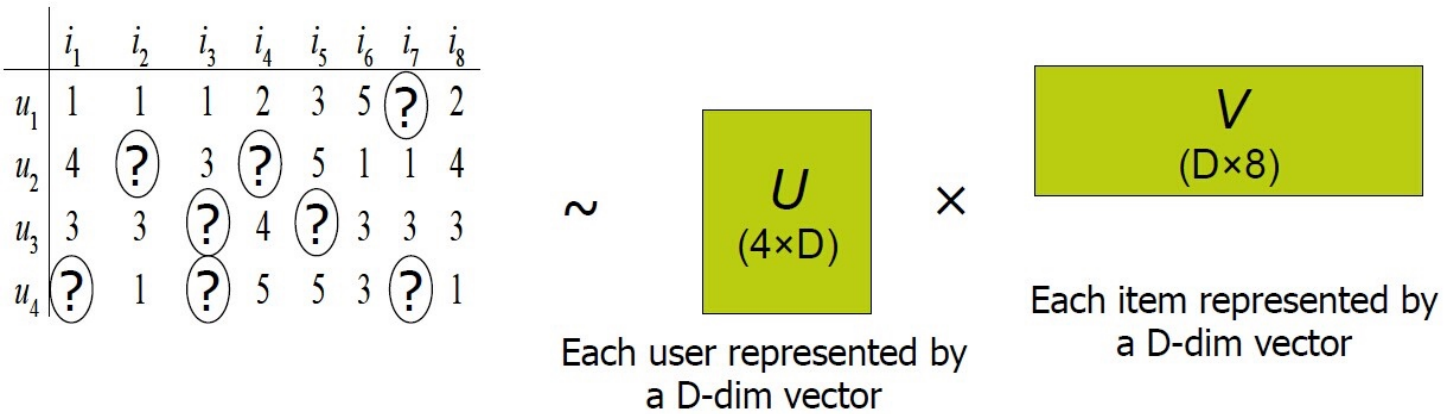 i1 i2 i3 i4 i5 i6 i7 i8
u1 1 1 1 2 3 5 ? 2
u2 4 ? 3 ? 5 1 1 4
u3 3 3 ? 4 ? 3 3 3
u4 ? 1 ? 5 5 3 ? 1
~
U
(4×D)
Each user represented by
a D-dim vector
×
V
(D×8)
Each item represented by
a D-dim vector